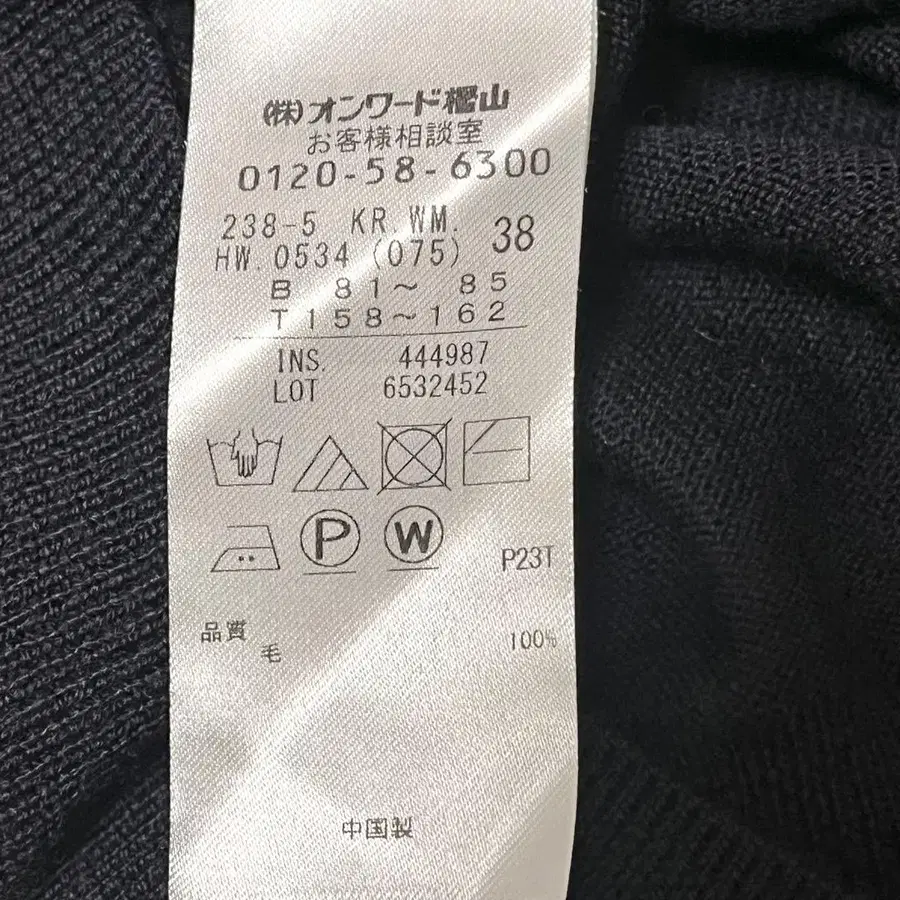 (株)オンワード樫山
お客様相談室
0120-58-6300
238-5 KR.WM. 38
HW.0534 (075)
B 81〜 85
T158〜162
INS. 444987
LOT 6532452
P W
P23T
品質
毛 100%
中国製